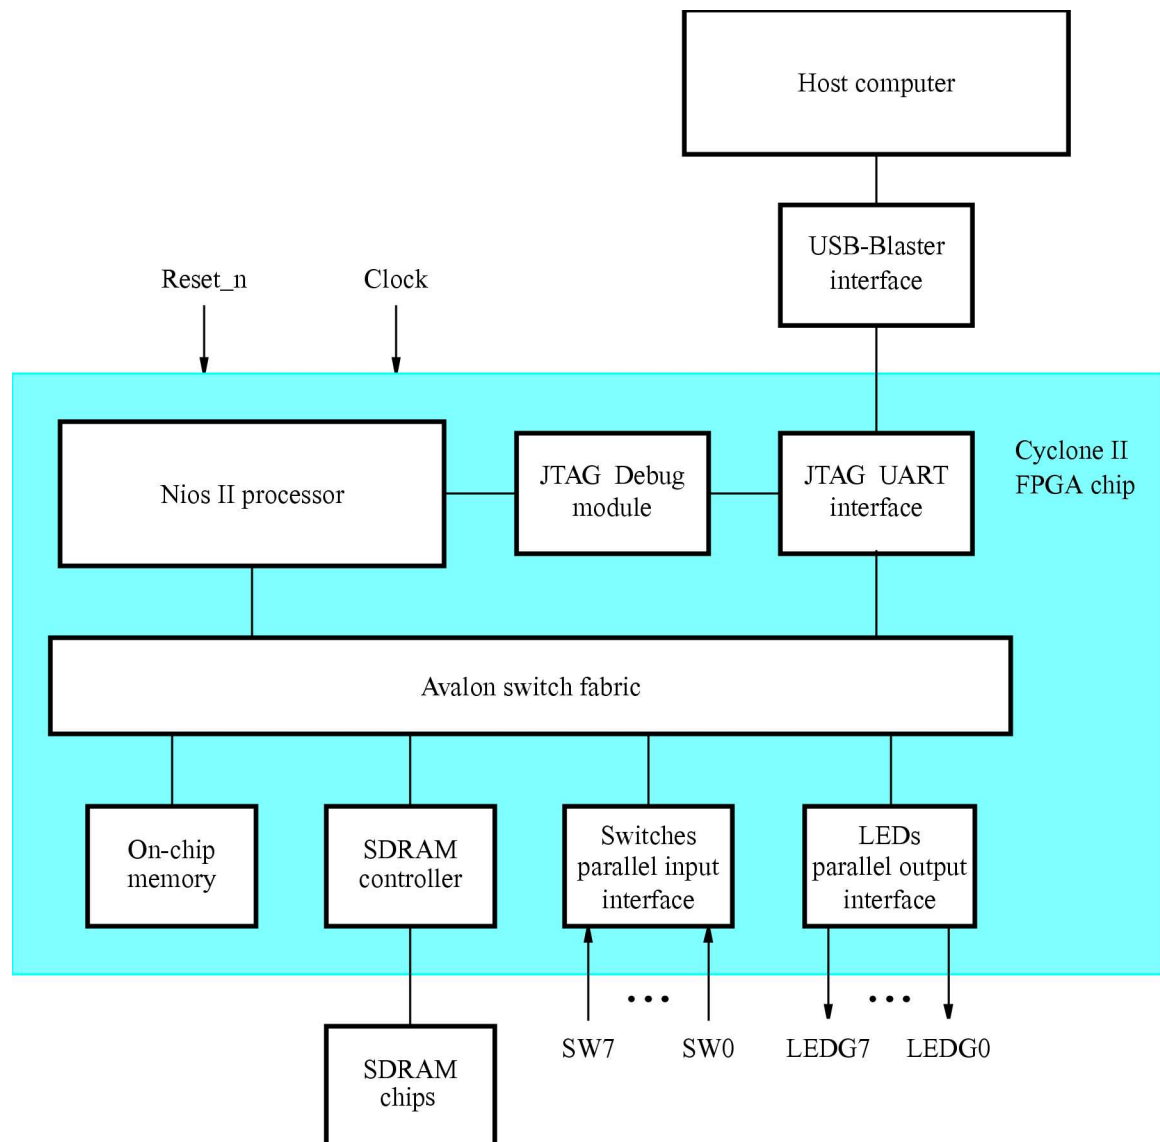 Host computer
USB-Blaster
interface
Reset_n
Clock
Cyclone II
FPGA chip
Nios II processor
JTAG Debug
module
JTAG UART
interface
Avalon switch fabric
On-chip
memory
SDRAM
controller
Switches
parallel input
interface
LEDs
parallel output
interface
SW7
•••
SW0
LEDG7
•••
LEDG0
SDRAM
chips